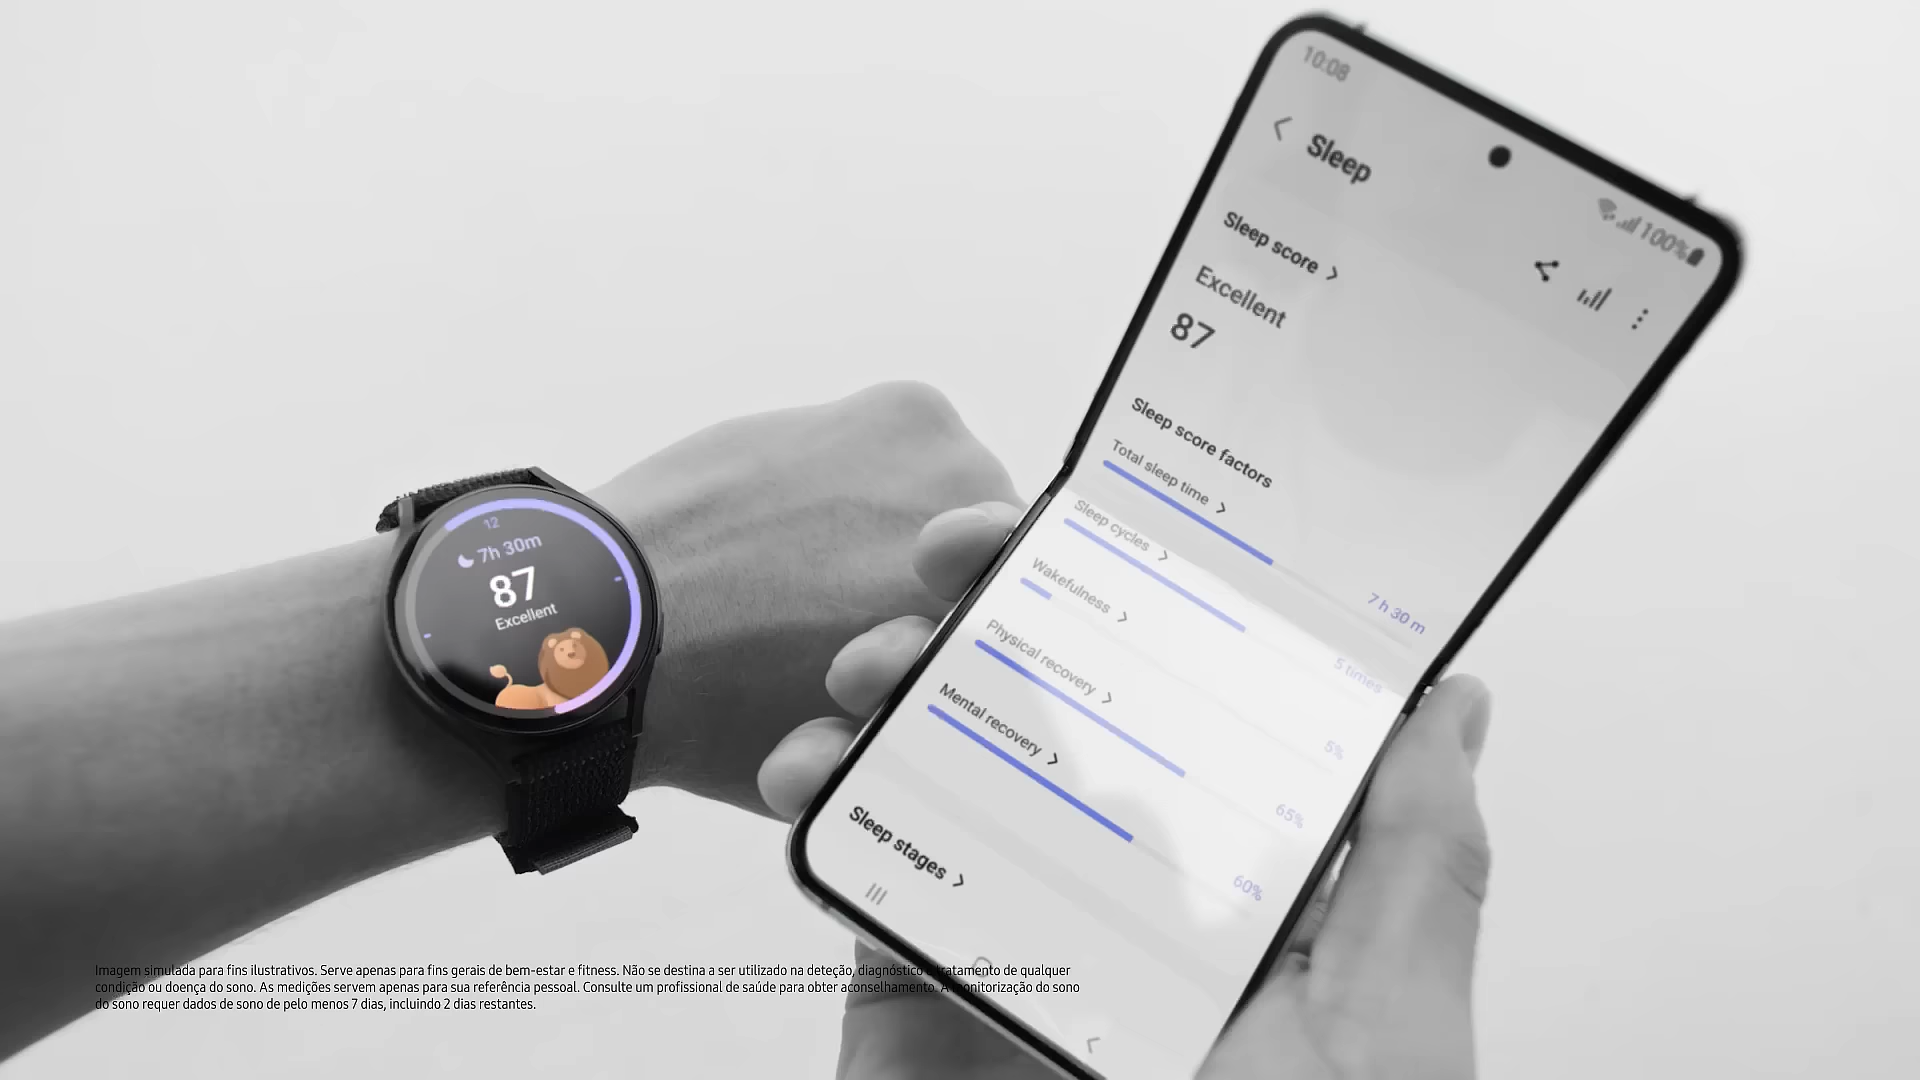 12
7h 30m
87
Excellent
10:08
100%
Sleep
Sleep score
Excellent
87
Sleep score factors
Total sleep time
7 h 30 m
Sleep cycles
5 times
Wakefulness
5%
Physical recovery
65%
Mental recovery
60%
Sleep stages
Imagem simulada para fins ilustrativos. Serve apenas para fins gerais de bem-estar e fitness. Não se destina a ser utilizado na deteção, diagnóstico tratamento de qualquer
condição ou doença do sono. As medições servem apenas para sua referência pessoal. Consulte um profissional de saúde para obter aconselhamento. A monitorização do sono
do sono requer dados de sono de pelo menos 7 dias, incluindo 2 dias restantes.